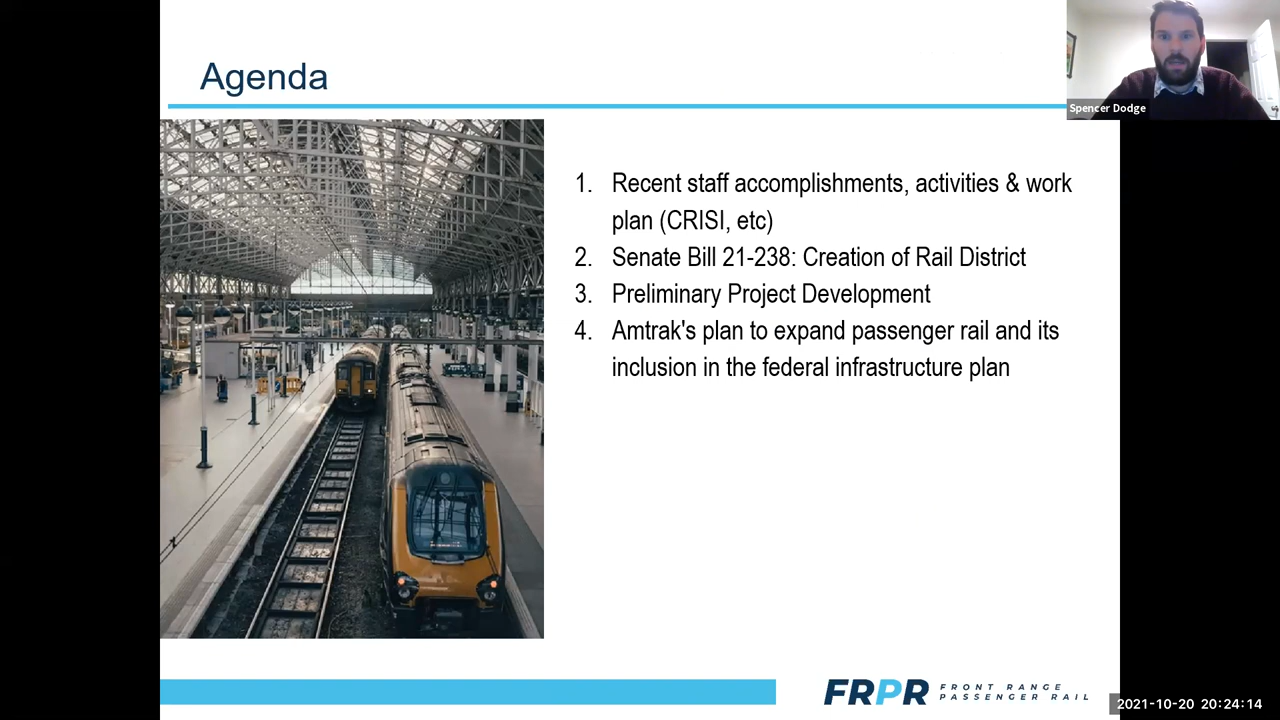 Agenda
Spencer Dodge
1. Recent staff accomplishments, activities & work
plan (CRISI, etc)
2. Senate Bill 21-238: Creation of Rail District
3. Preliminary Project Development
4. Amtrak's plan to expand passenger rail and its
inclusion in the federal infrastructure plan
FRPR FRONT RANGE
PASSENGER RAIL
2021-10-20 20:24:14